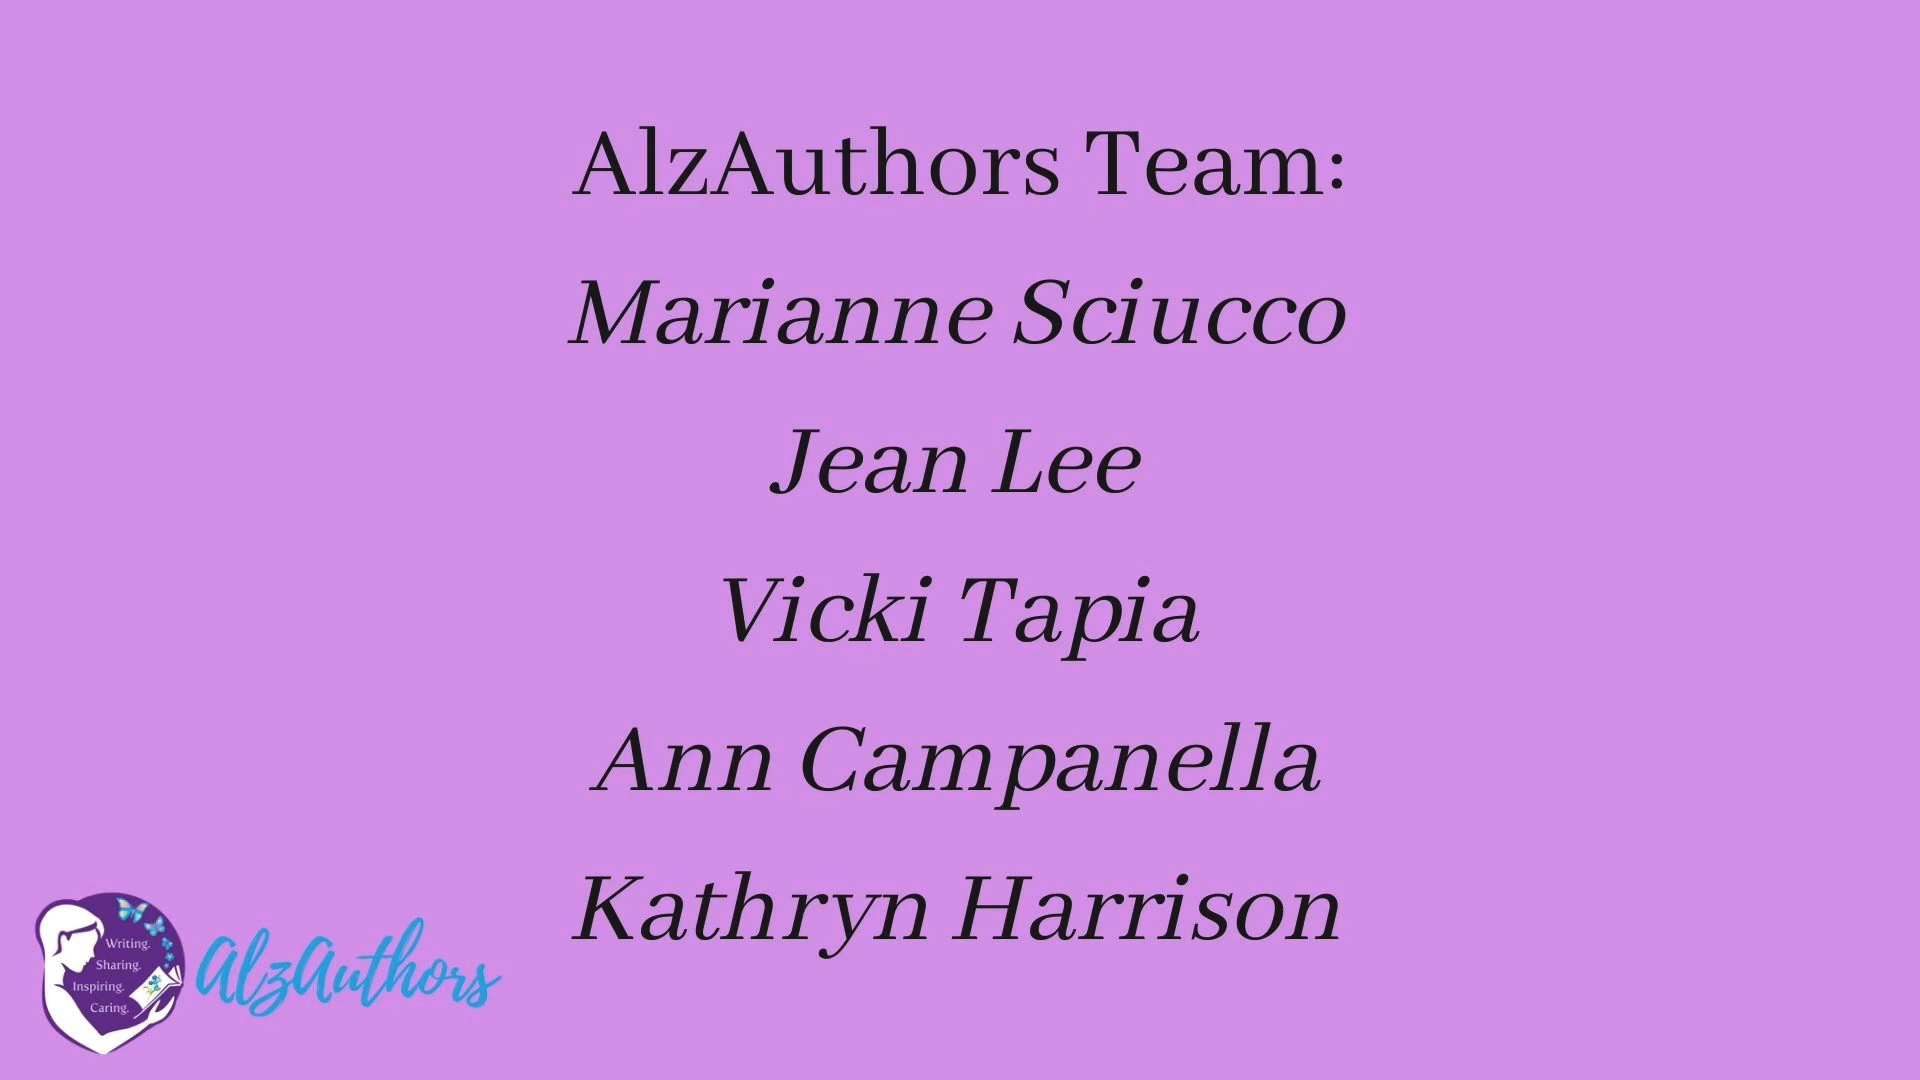 AlzAuthors Team:
Marianne Sciucco
Jean Lee
Vicki Tapia
Ann Campanella
Kathryn Harrison
Writing.
Sharing.
Inspiring.
Caring.
AlzAuthors